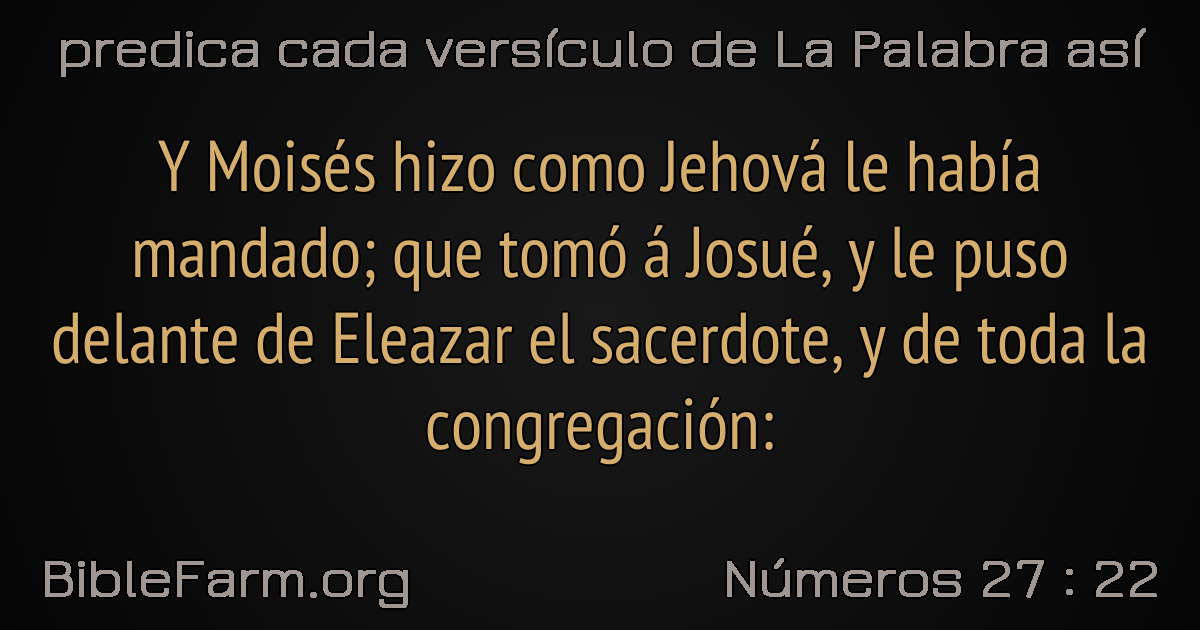 predica cada versículo de La Palabra así
Y Moisés hizo como Jehová le había
mandado; que tomó á Josué, y le puso
delante de Eleazar el sacerdote, y de toda la
congregación:
BibleFarm.org
Números 27 : 22